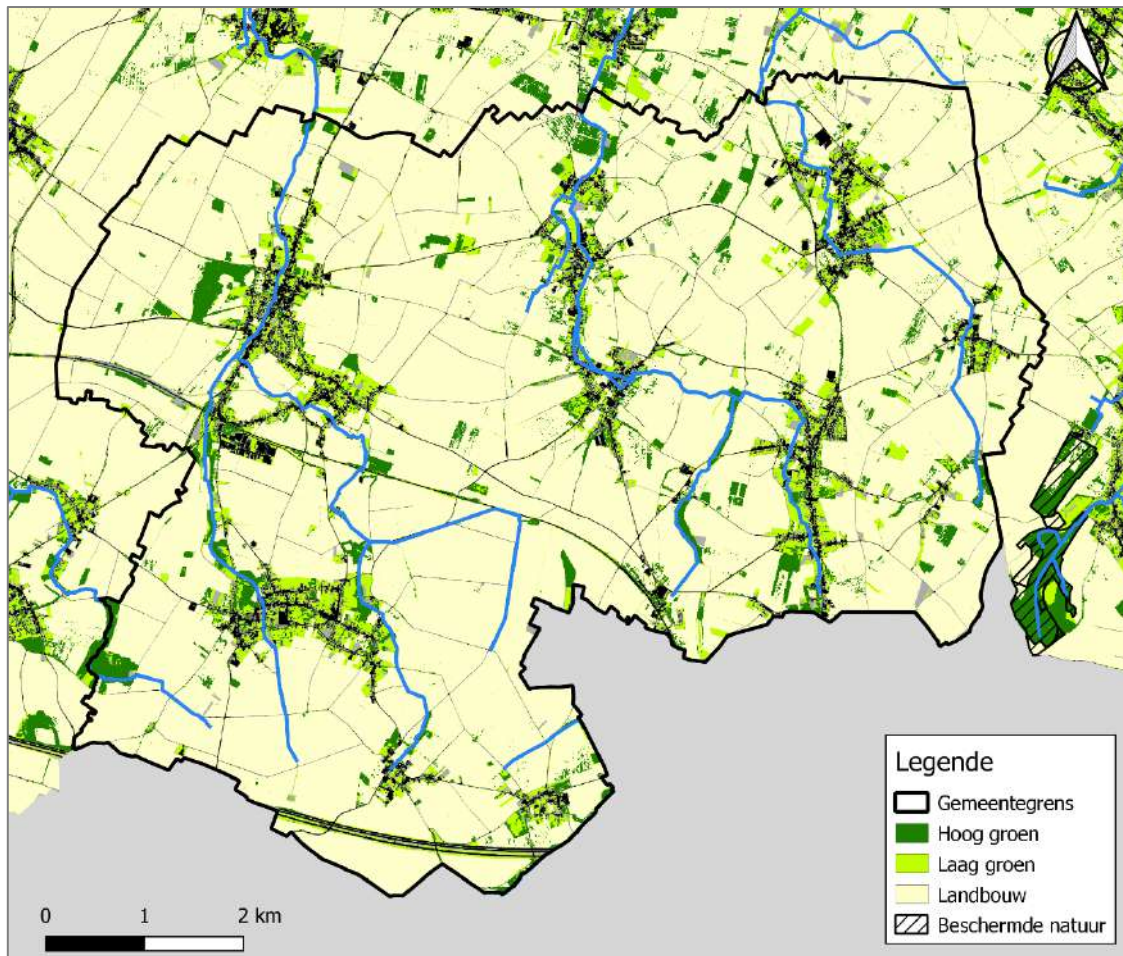 Legende
Gemeentegrens
Hoog groen
Laag groen
Landbouw
Beschermde natuur
0 1 2 km